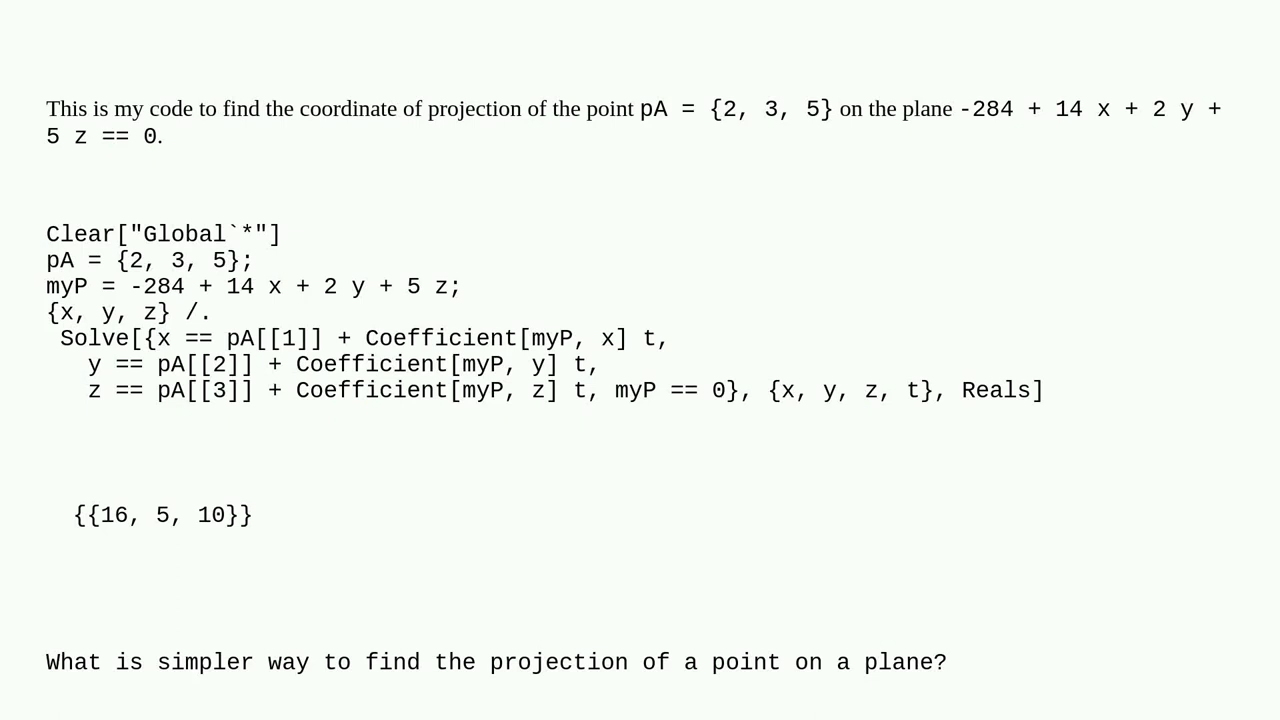 This is my code to find the coordinate of projection of the point pA = {2, 3, 5} on the plane -284 + 14 x + 2 y +
5 z == 0.
Clear["Global`*"]
pA = {2, 3, 5};
myP = -284 + 14 x + 2 y + 5 z;
{x, y, z} /.
 Solve[{x == pA[[1]] + Coefficient[myP, x] t,
   y == pA[[2]] + Coefficient[myP, y] t,
   z == pA[[3]] + Coefficient[myP, z] t, myP == 0}, {x, y, z, t}, Reals]
{{16, 5, 10}}
What is simpler way to find the projection of a point on a plane?